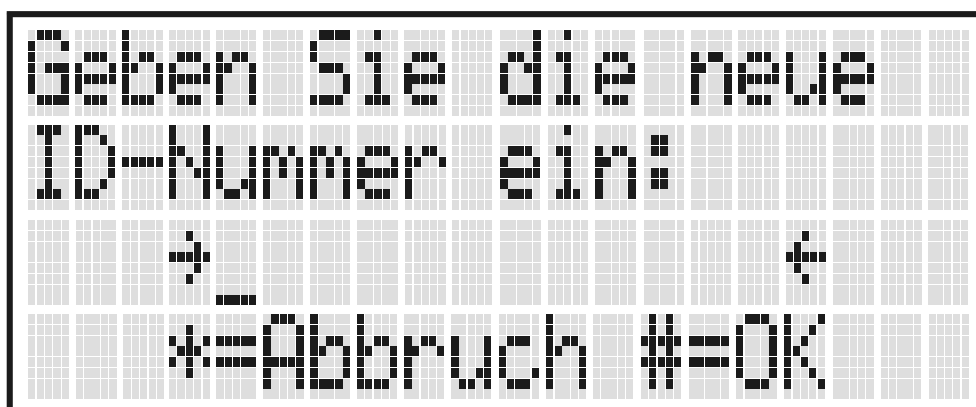 Geben Sie die neue
ID-Nummer ein:
→_ ←
*=Abbruch #=OK